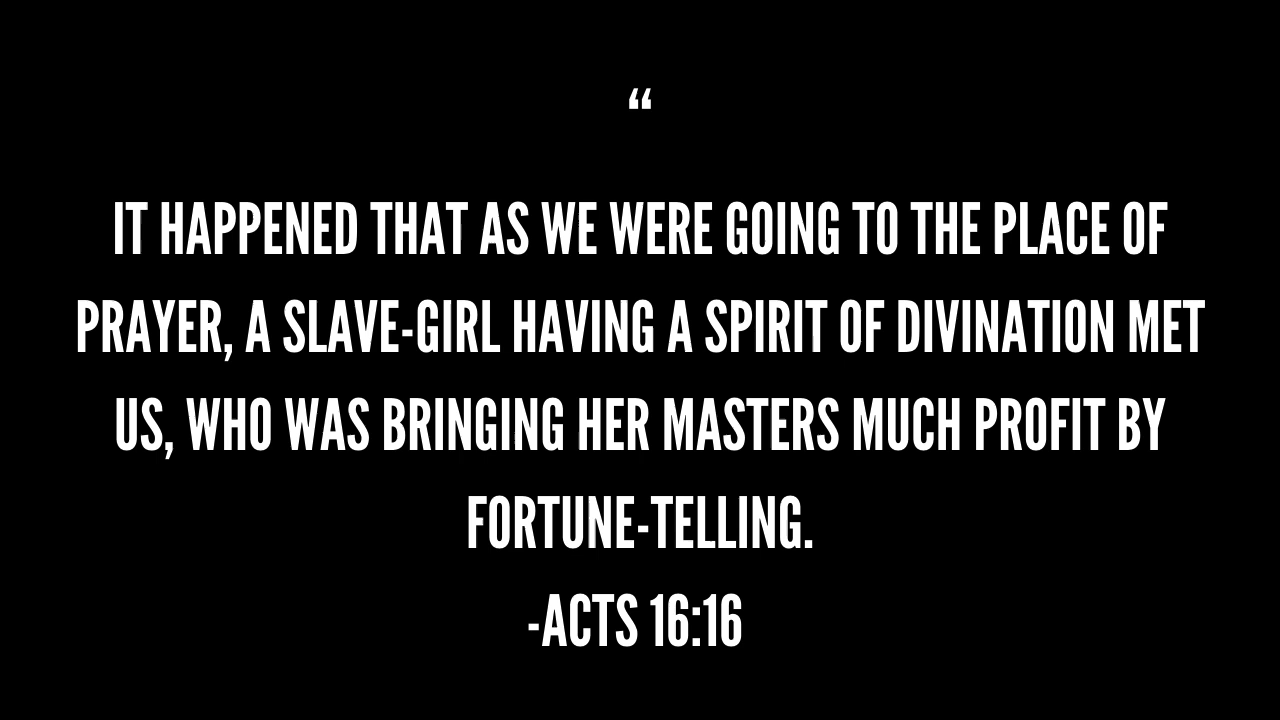 “
IT HAPPENED THAT AS WE WERE GOING TO THE PLACE OF
PRAYER, A SLAVE-GIRL HAVING A SPIRIT OF DIVINATION MET
US, WHO WAS BRINGING HER MASTERS MUCH PROFIT BY
FORTUNE-TELLING.
-ACTS 16:16